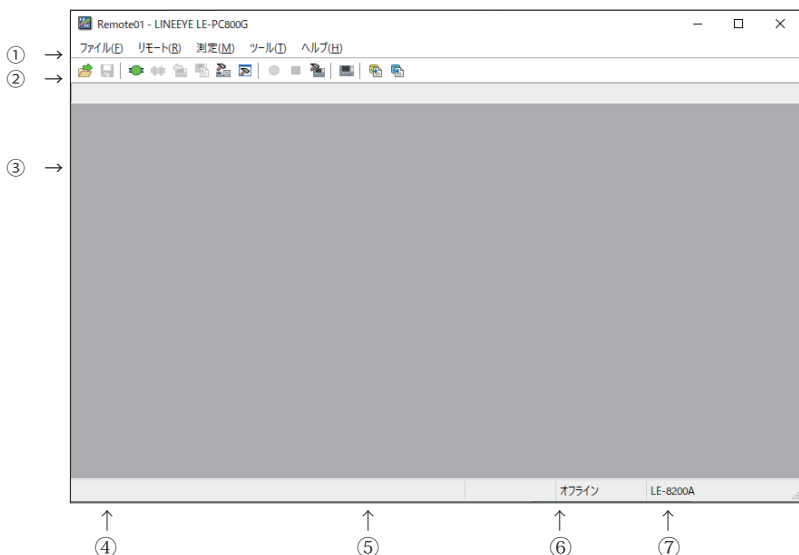 Remote01 - LINEEYE LE-PC800G
ファイル(F) リモート(R) 測定(M) ツール(T) ヘルプ(H)
① →
② →
③ →
オフライン LE-8200A
↑ ↑ ↑ ↑
④ ⑤ ⑥ ⑦